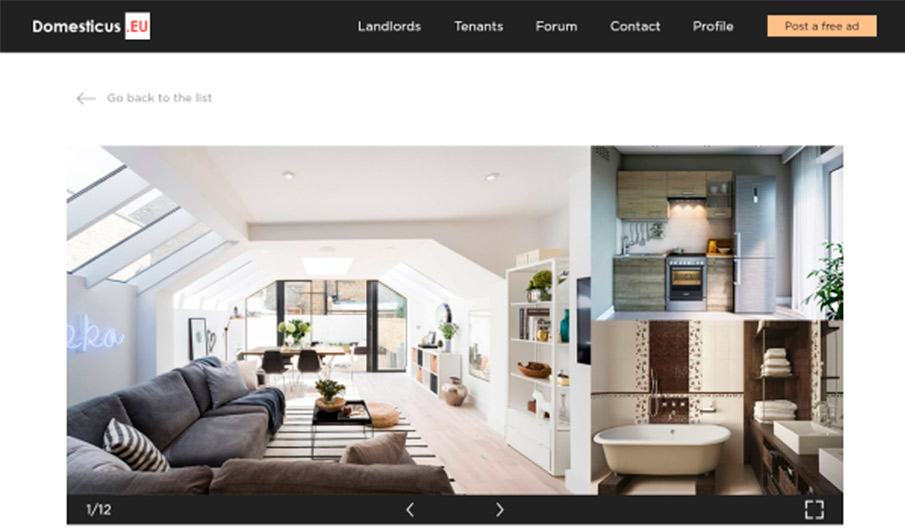 Domesticus .EU
Landlords Tenants Forum Contact Profile Post a free ad
Go back to the list
1/12